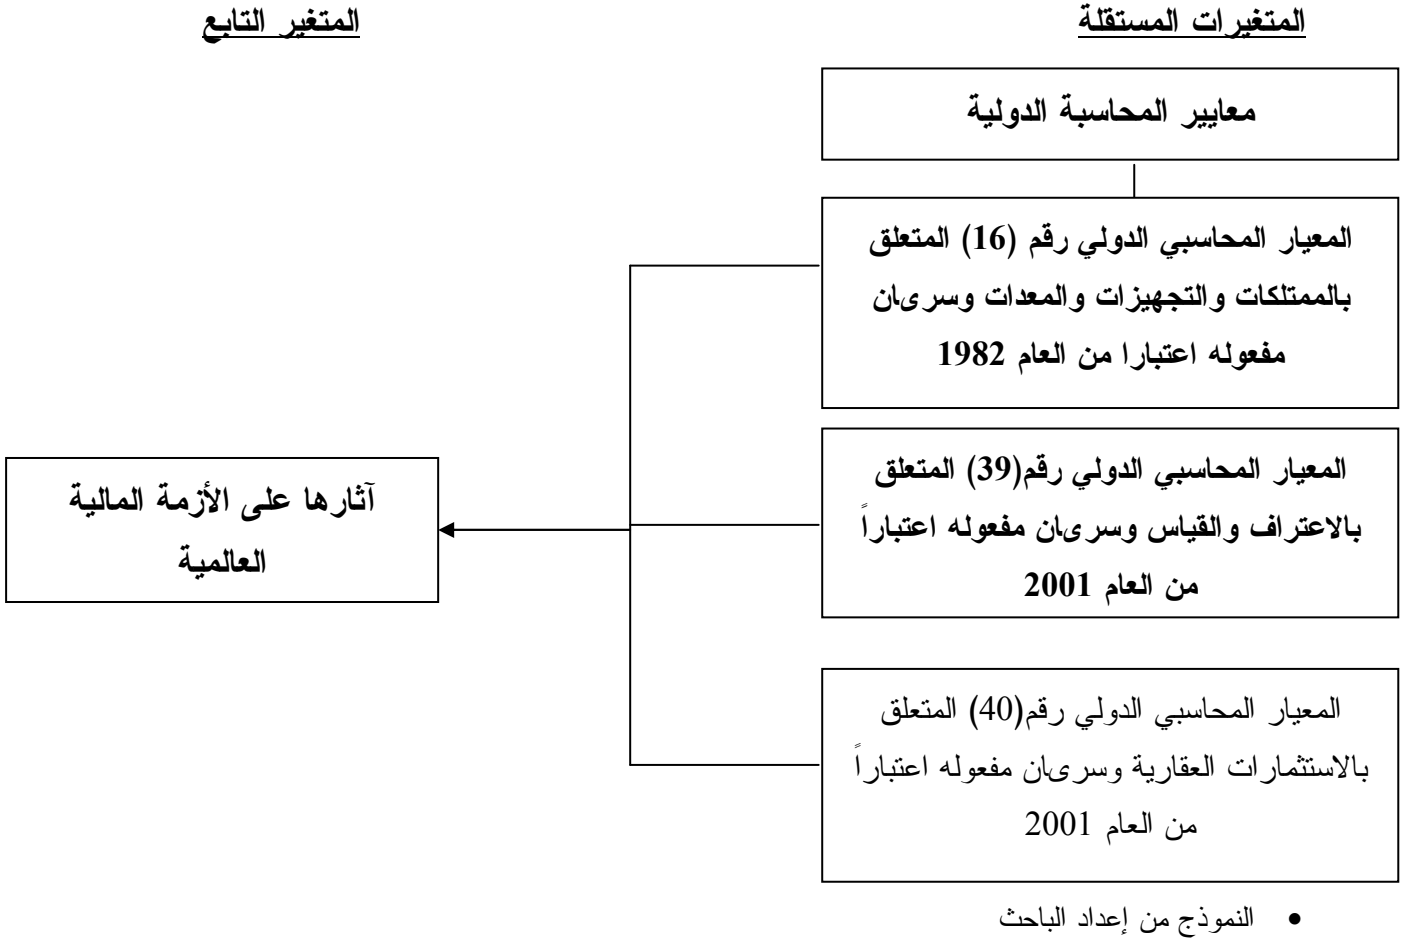 المتغيرات المستقلة
المتغير التابع
معايير المحاسبة الدولية
المعيار المحاسبي الدولي رقم (16) المتعلق
بالممتلكات والتجهيزات والمعدات وسرىان
مفعوله اعتبارا من العام 1982
المعيار المحاسبي الدولي رقم(39) المتعلق
بالاعتراف والقياس وسرىان مفعوله اعتباراً
من العام 2001
المعيار المحاسبي الدولي رقم(40) المتعلق
بالاستثمارات العقارية وسرىان مفعوله اعتباراً
من العام 2001
آثارها على الأزمة المالية
العالمية
• النموذج من إعداد الباحث